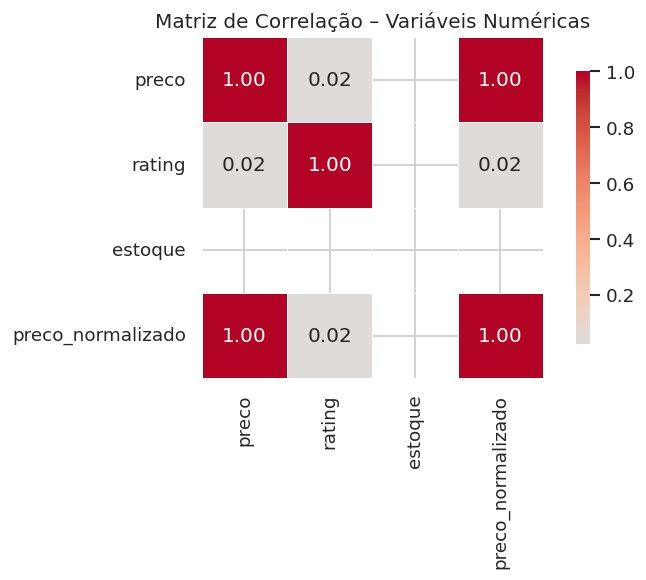 Matriz de Correlação – Variáveis Numéricas
preco
1.00 0.02 1.00
rating
0.02 1.00 0.02
estoque
preco_normalizado
1.00 0.02 1.00
preco
rating
estoque
preco_normalizado
1.0
0.8
0.6
0.4
0.2